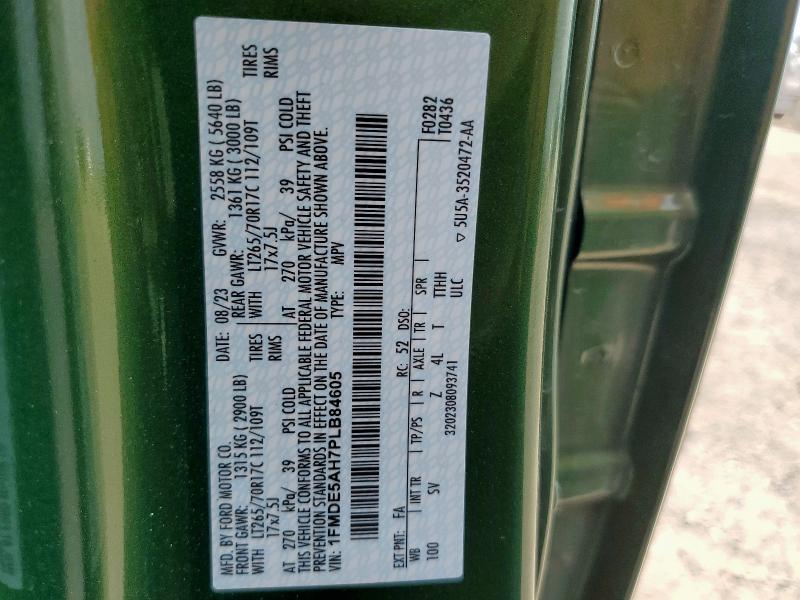 MFD. BY FORD MOTOR CO. DATE: 08/23 GVWR: 2558 KG ( 5640 LB)
FRONT GAWR: 1315 KG ( 2900 LB) REAR GAWR: 1361 KG ( 3000 LB)
WITH LT265/70R17C 112/109T TIRES WITH LT265/70R17C 112/109T TIRES
17x7.5J RIMS 17x7.5J RIMS
AT 270 kPa/ 39 PSI COLD AT 270 kPa/ 39 PSI COLD
THIS VEHICLE CONFORMS TO ALL APPLICABLE FEDERAL MOTOR VEHICLE SAFETY AND THEFT
PREVENTION STANDARDS IN EFFECT ON THE DATE OF MANUFACTURE SHOWN ABOVE.
VIN: 1FMDE5AH7PLB84605 TYPE: MPV
F0282
EXT PNT: FA RC: 52 DSO: T0436
WB INT TR TP/PS R AXLE TR SPR
100 5V Z 4L T TTHH
3202308093741 ULC ▽ 5U5A-3520472-AA